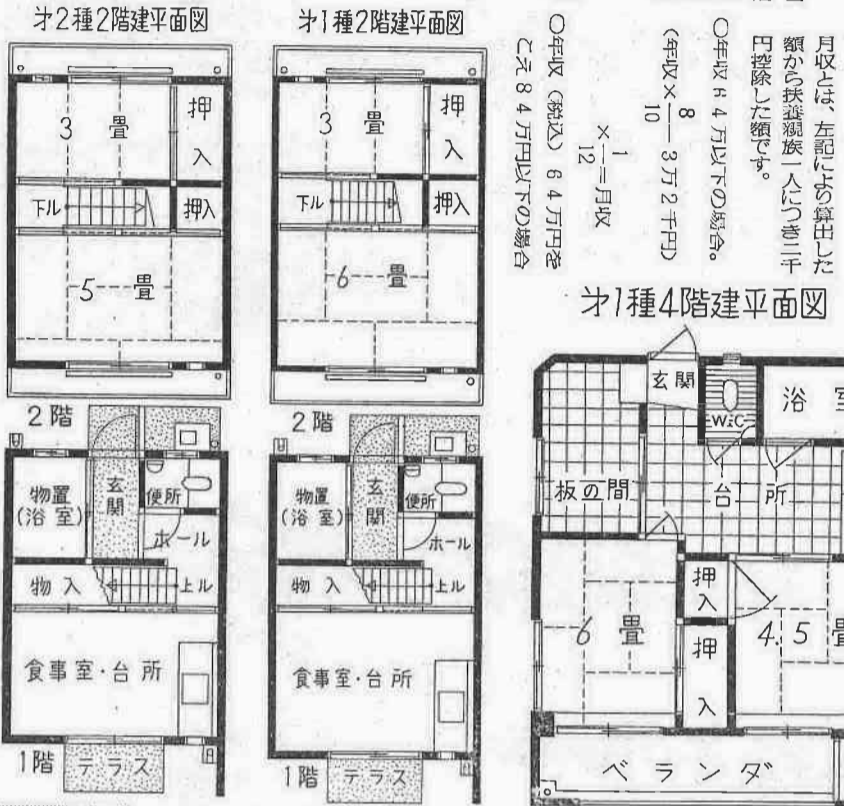 月収とは、左記により算出した
額から扶養親族一人につき二千
円控除した額です。
○年収64万以下の場合。
(年収×8/10－3万2千円)
×1/12=月収
○年収(税込)64万円を
こえ84万円以下の場合
才2種2階建平面図
3 畳
押入
下ル
押入
5 畳
2階
物置
(浴室)
玄関
便所
ホール
物入
上ル
食事室・台所
1階
テラス
才1種2階建平面図
3 畳
押入
下ル
押入
6 畳
2階
物置
(浴室)
玄関
便所
ホール
物入
上ル
食事室・台所
1階
テラス
才1種4階建平面図
玄関
W.C
浴室
板の間
台所
6 畳
押入
押入
4.5 畳
ベランダ